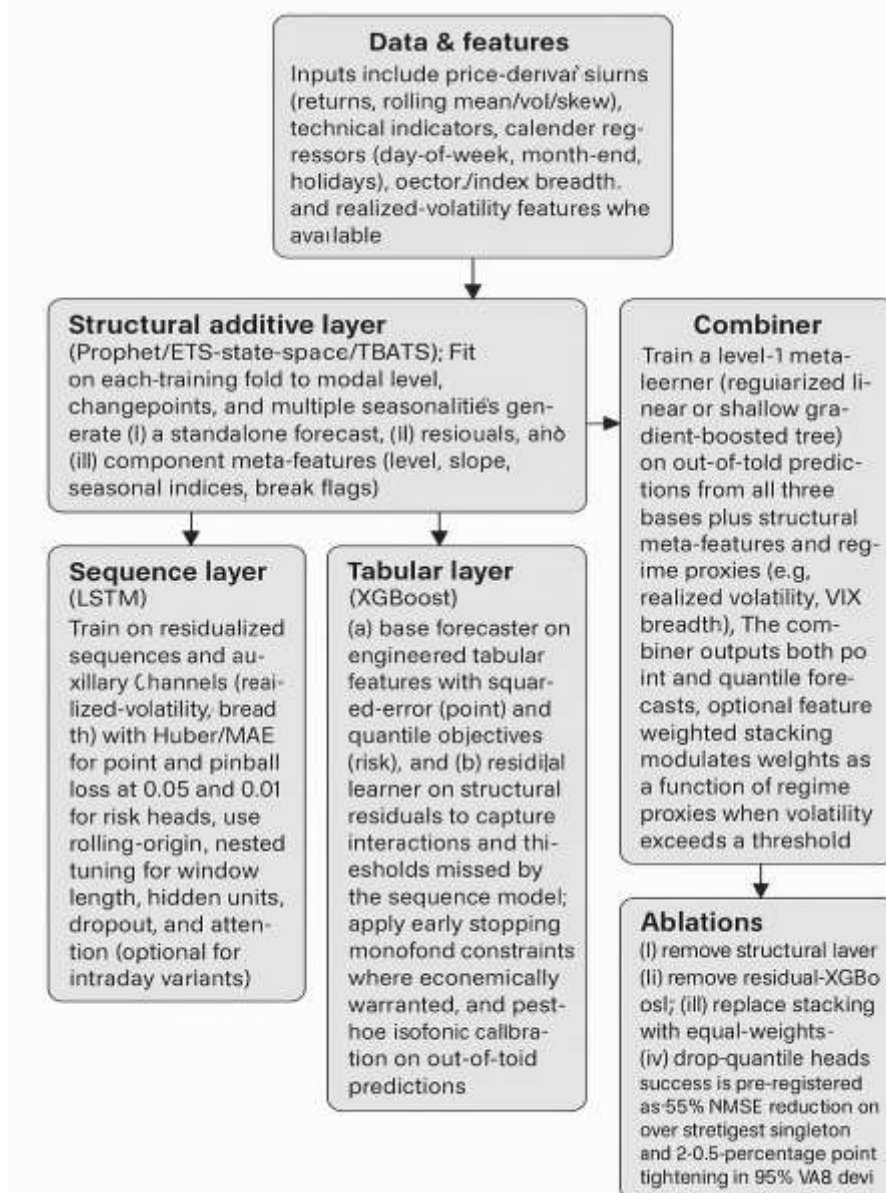 Data & features
Inputs include price-derivar siurns
(returns, rolling mean/vol/skew),
technical indicators, calender reg-
ressors (day-of-week, month-end,
holidays), oector./index breadth.
and realized-volatility features whe
available
Structural additive layer
(Prophet/ETS-state-space/TBATS); Fit
on each-training fold to modal level,
changepoints, and multiple seasonalities gen-
erate (I) a standalone forecast, (II) resiouals, ahò
(iII) component meta-features (level, slope,
seasonal indices, break flags)
Combiner
Train a level-1 meta-
leerner (reguiarized li-
near or shallow gra-
dient-boosted tree)
on out-of-told predic-
tions from all three
bases plus structural
meta-features and reg-
ime proxies (e.g,
realized volatility, VIX
breadth), The com-
biner outputs both po
int and quantile fore-
casts, optional feature
weighted stacking
modulates weights as
a function of regime
proxies when volatility
exceeds a threshold
Sequence layer
(LSTM)
Train on residualized
sequences and au-
xillary Channels (reai-
lized-volatility, bread
th) with Huber/MAE
for point and pinball
loss at 0.05 and 0.01
for risk heads, use
rolling-origin, nested
tuning for window
length, hidden units,
dropout, and atten-
tion (optional for
intraday variants)
Tabular layer
(XGBoost)
(a) base forecaster on
engineered tabular
features with squar-
ed-error (point) and
quantile objectives
(risk), and (b) residijal
learner on structural
residuals to capture
interactions and thi-
esholds missed by
the sequence model;
apply early stopping
monofond constraints
where economically
warranted, and pest-
hoe isofonic callbra-
tion on out-of-toid
predictions
Ablations
(I) remove structural laver
(Ii) remove residual-XGBo
osl; (iII) replace stacking
with equal-weights-
(iv) drop-quantile heads
success is pre-registered
as-55% NMSE reduction on
over stretigest singleton
and 2-0.5-percentage point
tightening in 95% VA8 devi